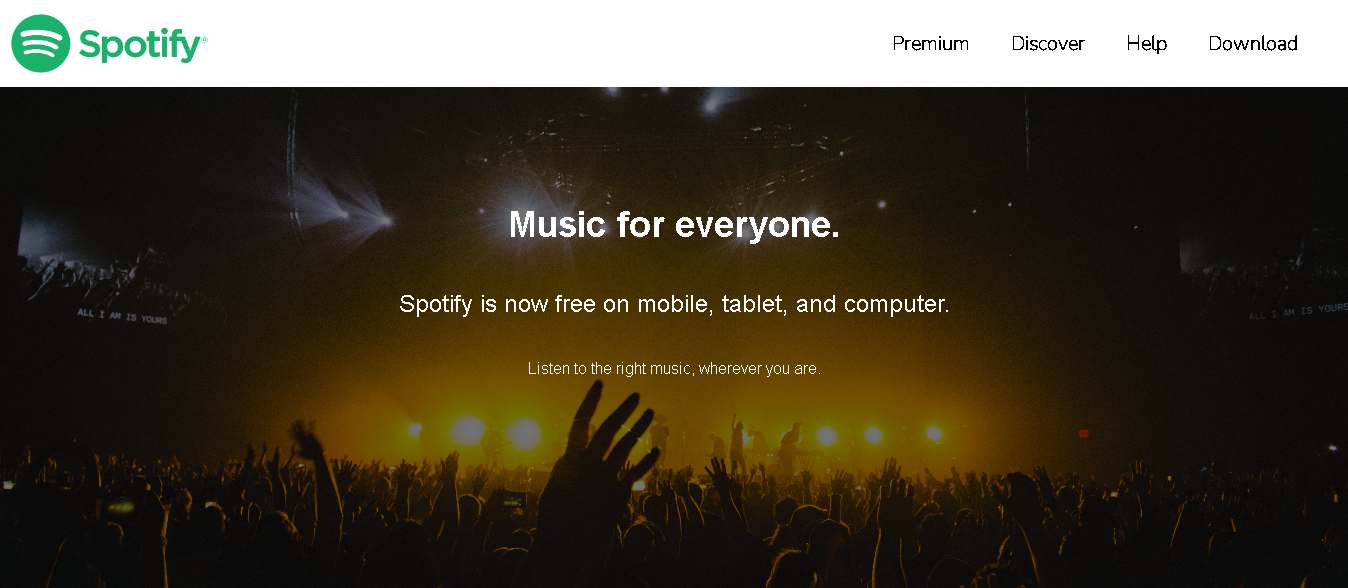 Spotify®
Premium
Discover
Help
Download
Music for everyone.
Spotify is now free on mobile, tablet, and computer.
ALL I AM IS YOURS
ALL I AM IS YOURS
Listen to the right music, wherever you are.